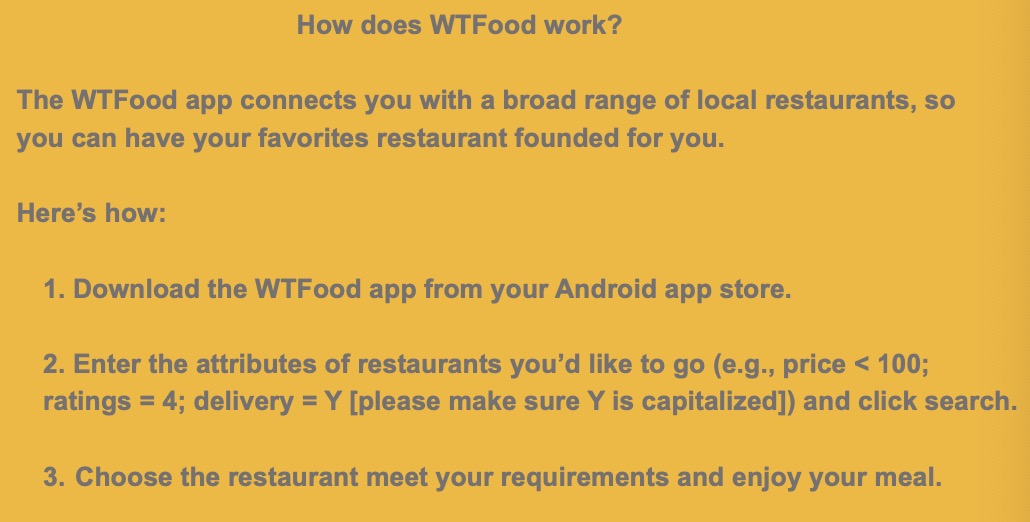 How does WTFood work?
The WTFood app connects you with a broad range of local restaurants, so
you can have your favorites restaurant founded for you.
Here’s how:
1. Download the WTFood app from your Android app store.
2. Enter the attributes of restaurants you’d like to go (e.g., price < 100;
ratings = 4; delivery = Y [please make sure Y is capitalized]) and click search.
3. Choose the restaurant meet your requirements and enjoy your meal.